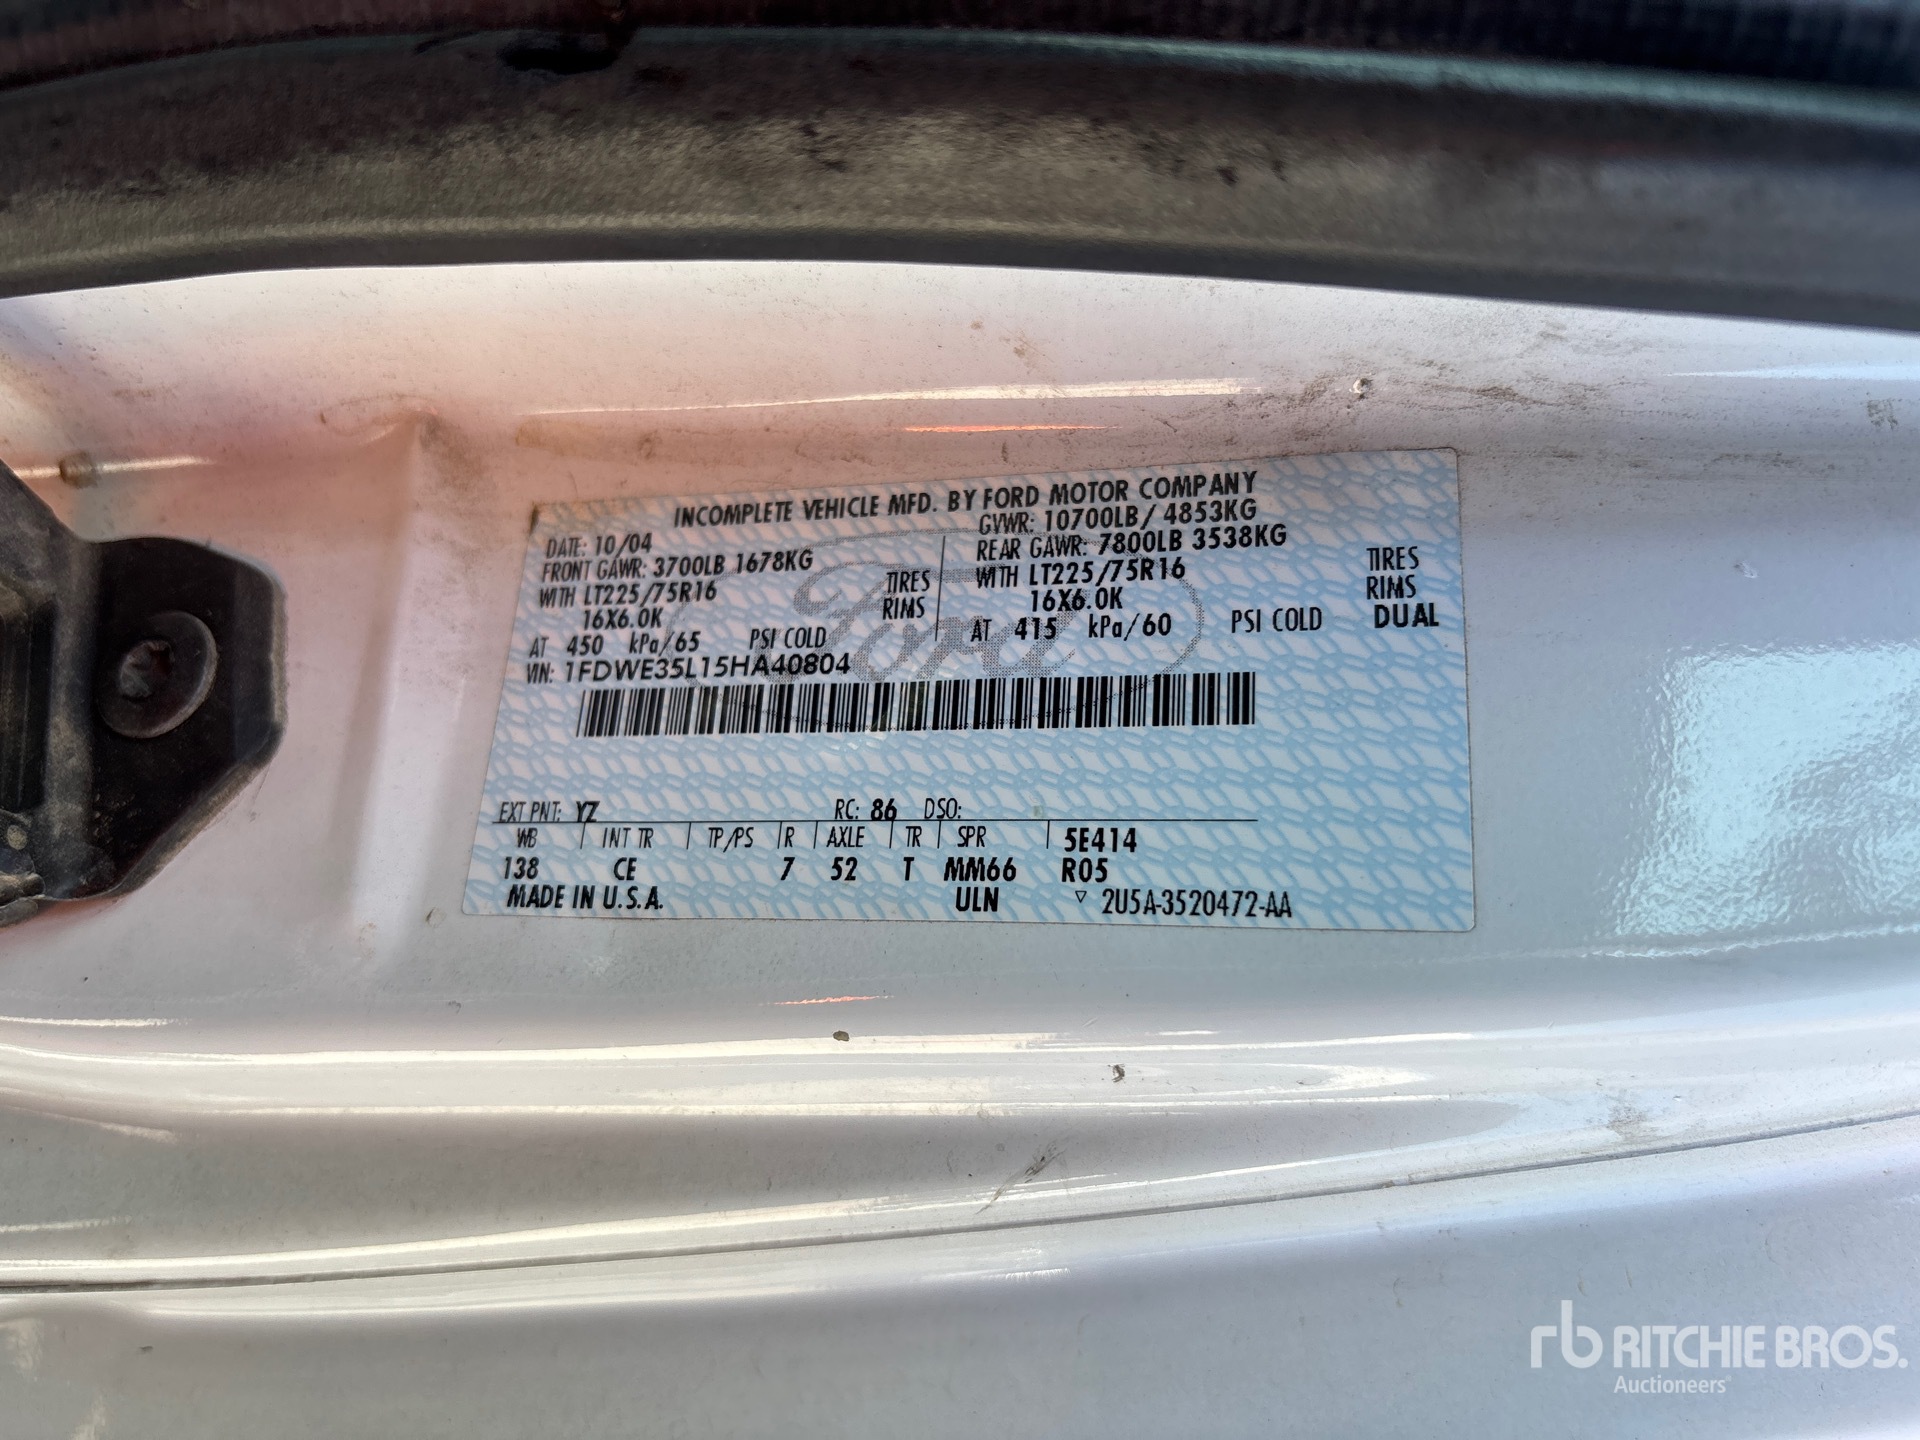 INCOMPLETE VEHICLE MFD. BY FORD MOTOR COMPANY
DATE: 10/04 GVWR: 10700LB / 4853KG
FRONT GAWR: 3700LB 1678KG REAR GAWR: 7800LB 3538KG
WITH LT225/75R16 TIRES WITH LT225/75R16 TIRES
16X6.0K RIMS 16X6.0K RIMS
AT 450 kPa/65 PSI COLD AT 415 kPa/60 PSI COLD DUAL
VIN: 1FDWE35L15HA40804
Ford
EXT PNT: YZ RC: 86 DSO:
WB INT TR TP/PS R AXLE TR SPR 5E414
138 CE 7 52 T MM66 R05
MADE IN U.S.A. ULN ▽ 2U5A-3520472-AA
rb RITCHIE BROS.
Auctioneers